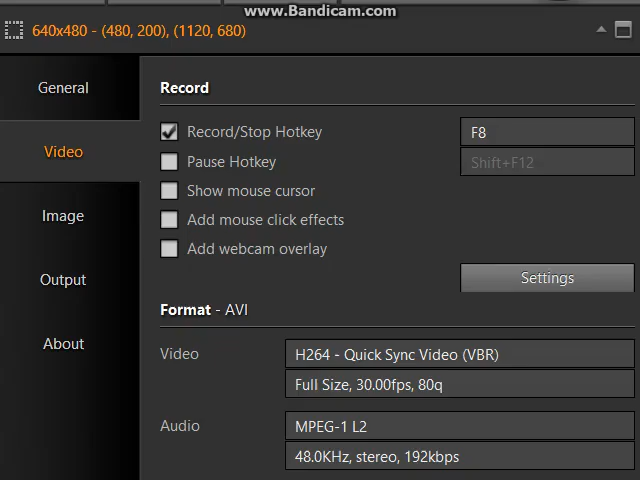 www.Bandicam.com
640x480 - (480, 200), (1120, 680)
General
Video
Image
Output
About
Record
Record/Stop Hotkey
F8
Pause Hotkey
Shift+F12
Show mouse cursor
Add mouse click effects
Add webcam overlay
Settings
Format - AVI
Video
H264 - Quick Sync Video (VBR)
Full Size, 30.00fps, 80q
Audio
MPEG-1 L2
48.0KHz, stereo, 192kbps